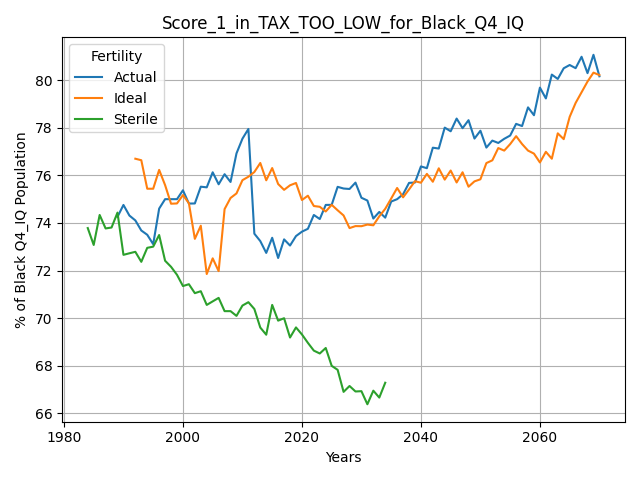 Score_1_in_TAX_TOO_LOW_for_Black_Q4_IQ
Fertility
Actual
Ideal
Sterile
% of Black Q4_IQ Population
80
78
76
74
72
70
68
66
1980
2000
2020
2040
2060
Years